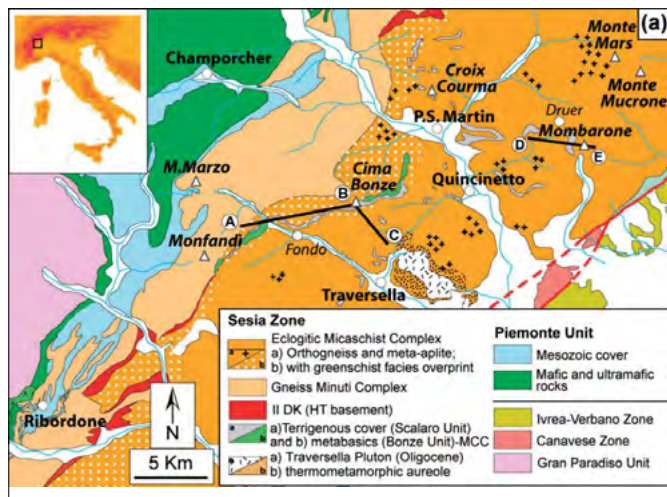 (a)
Monte
Mars
Champorcher
Croix
Courma
Monte
Mucrone
P.S. Martin
Druer
Mombarone
D
E
M.Marzo
Cima
Bonze
B
Quincinetto
A
Monfandì
Fondo
C
Traversella
Ribordone
N
5 Km
Sesia Zone
a
b
Eclogitic Micaschist Complex
a) Orthogneiss and meta-aplite;
b) with greenschist facies overprint
Gneiss Minuti Complex
II DK (HT basement)
a
b
a)Terrigenous cover (Scalaro Unit)
and b) metabasics (Bonze Unit)-MCC
a
b
a) Traversella Pluton (Oligocene)
b) thermometamorphic aureole
Piemonte Unit
Mesozoic cover
Mafic and ultramafic
rocks
Ivrea-Verbano Zone
Canavese Zone
Gran Paradiso Unit